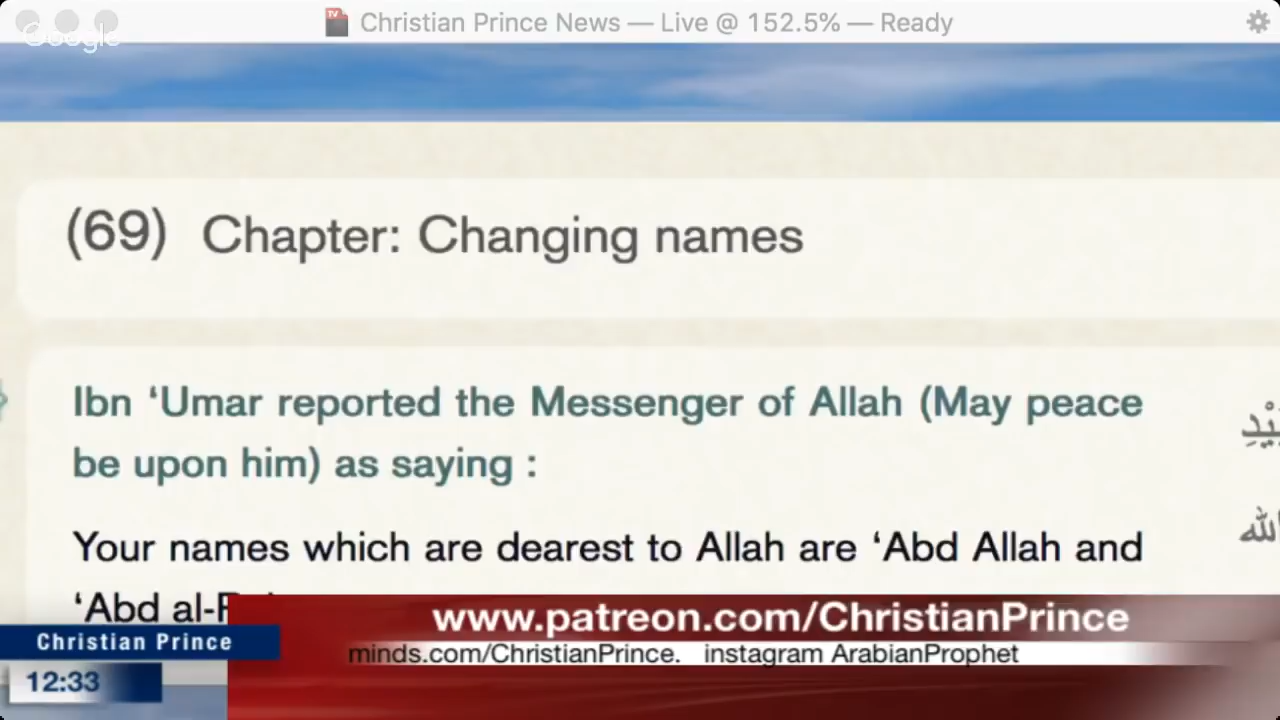 Google
Christian Prince News — Live @ 152.5% — Ready
(69) Chapter: Changing names
Ibn ‘Umar reported the Messenger of Allah (May peace
be upon him) as saying :
Your names which are dearest to Allah are ‘Abd Allah and
‘Abd
www.patreon.com/ChristianPrince
Christian Prince
minds.com/ChristianPrince. instagram ArabianProphet
12:33